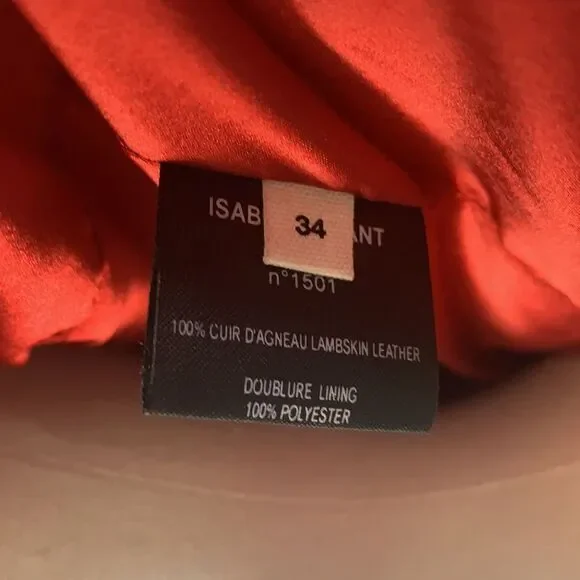 ISAB ANT
34
n°1501
100% CUIR D'AGNEAU LAMBSKIN LEATHER
DOUBLURE LINING
100% POLYESTER